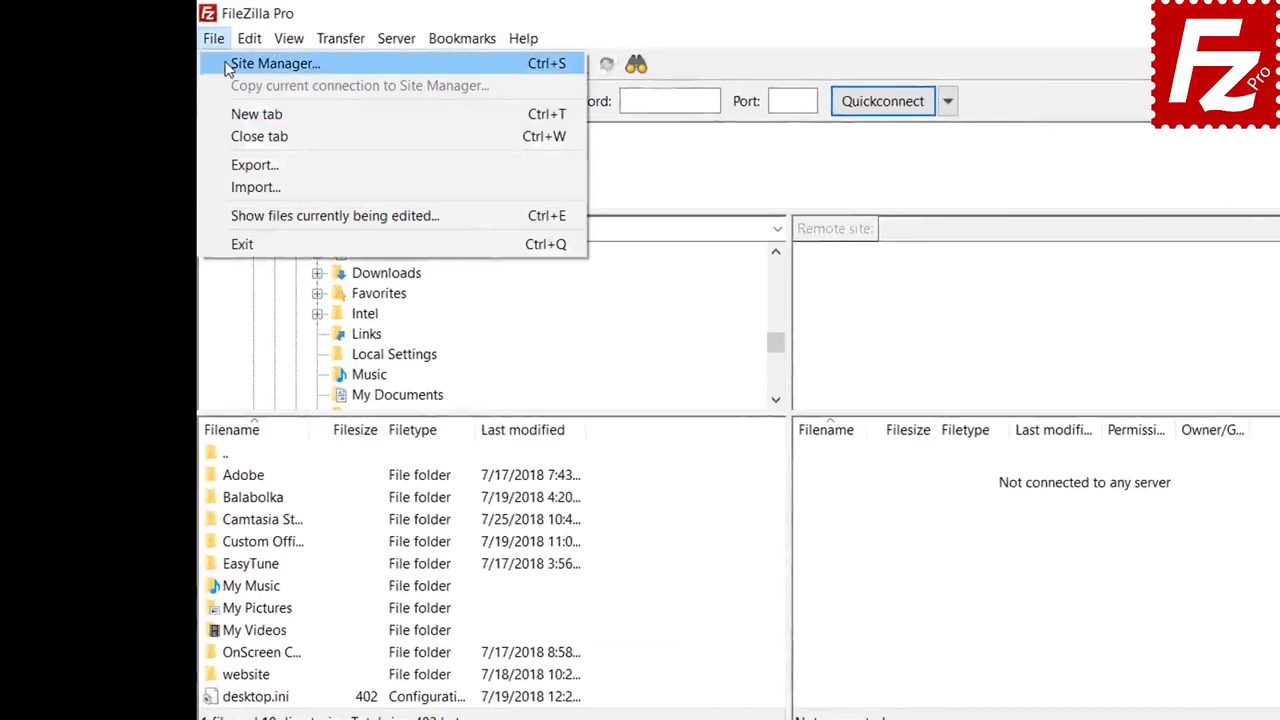 FileZilla Pro
File Edit View Transfer Server Bookmarks Help
Site Manager... Ctrl+S
Copy current connection to Site Manager...
New tab Ctrl+T
Close tab Ctrl+W
Export...
Import...
Show files currently being edited... Ctrl+E
Exit Ctrl+Q
ord: Port: Quickconnect
Fz Pro
Remote site:
Downloads
Favorites
Intel
Links
Local Settings
Music
My Documents
Filename Filesize Filetype Last modified
..
Adobe File folder 7/17/2018 7:43...
Balabolka File folder 7/19/2018 4:20...
Camtasia St... File folder 7/25/2018 10:4...
Custom Offi... File folder 7/19/2018 11:0...
EasyTune File folder 7/17/2018 3:56...
My Music File folder
My Pictures File folder
My Videos File folder
OnScreen C... File folder 7/17/2018 8:58...
website File folder 7/18/2018 10:2...
desktop.ini 402 Configurati... 7/19/2018 12:2...
Filename Filesize Filetype Last modifi... Permissi... Owner/G...
Not connected to any server